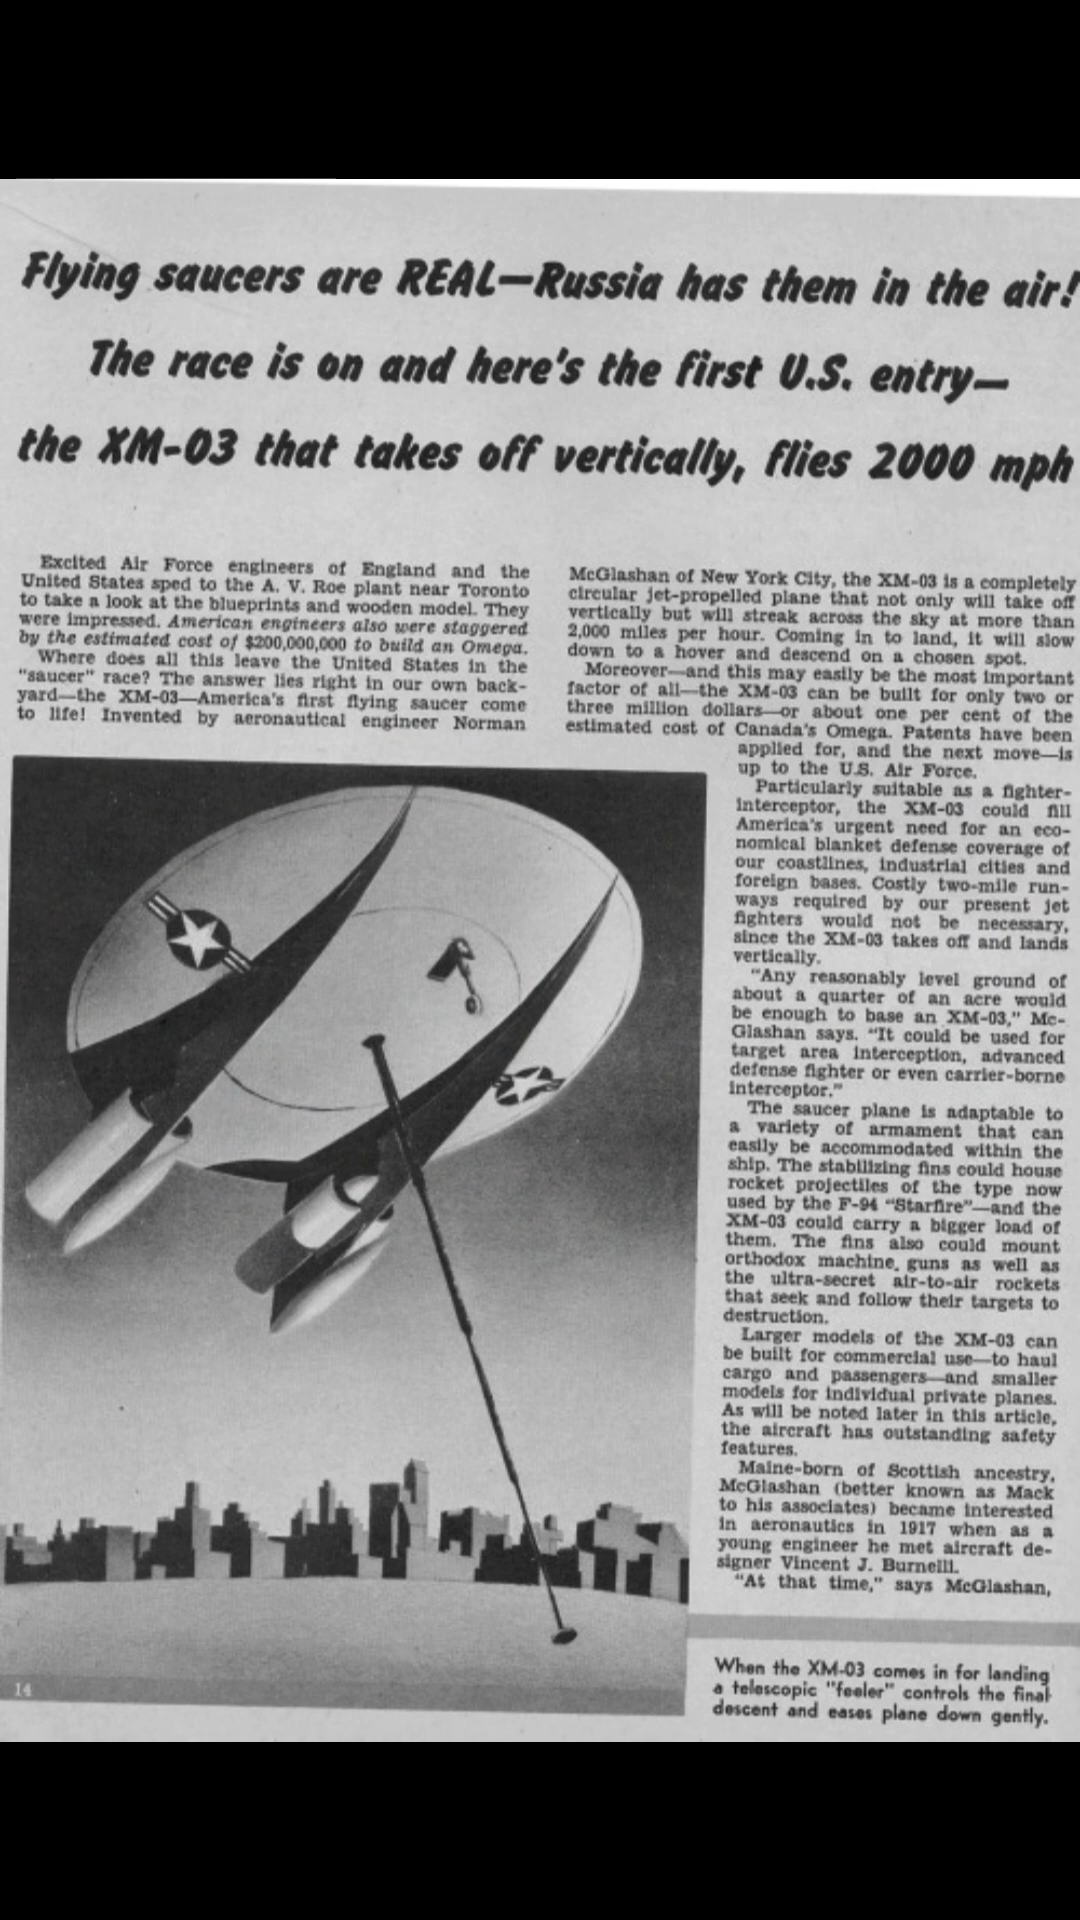 Flying saucers are REAL—Russia has them in the air!
The race is on and here's the first U.S. entry—
the XM-03 that takes off vertically, flies 2000 mph
Excited Air Force engineers of England and the
United States sped to the A. V. Roe plant near Toronto
to take a look at the blueprints and wooden model. They
were impressed. American engineers also were staggered
by the estimated cost of $200,000,000 to build an Omega.
Where does all this leave the United States in the
"saucer" race? The answer lies right in our own back-
yard—the XM-03—America's first flying saucer come
to life! Invented by aeronautical engineer Norman
McGlashan of New York City, the XM-03 is a completely
circular jet-propelled plane that not only will take off
vertically but will streak across the sky at more than
2,000 miles per hour. Coming in to land, it will slow
down to a hover and descend on a chosen spot.
Moreover—and this may easily be the most important
factor of all—the XM-03 can be built for only two or
three million dollars—or about one per cent of the
estimated cost of Canada's Omega. Patents have been
applied for, and the next move—is
up to the U.S. Air Force.
Particularly suitable as a fighter-
interceptor, the XM-03 could fill
America's urgent need for an eco-
nomical blanket defense coverage of
our coastlines, industrial cities and
foreign bases. Costly two-mile run-
ways required by our present jet
fighters would not be necessary,
since the XM-03 takes off and lands
vertically.
"Any reasonably level ground of
about a quarter of an acre would
be enough to base an XM-03," Mc-
Glashan says. "It could be used for
target area interception, advanced
defense fighter or even carrier-borne
interceptor."
The saucer plane is adaptable to
a variety of armament that can
easily be accommodated within the
ship. The stabilizing fins could house
rocket projectiles of the type now
used by the F-94 "Starfire"—and the
XM-03 could carry a bigger load of
them. The fins also could mount
orthodox machine guns as well as
the ultra-secret air-to-air rockets
that seek and follow their targets to
destruction.
Larger models of the XM-03 can
be built for commercial use—to haul
cargo and passengers—and smaller
models for individual private planes.
As will be noted later in this article,
the aircraft has outstanding safety
features.
Maine-born of Scottish ancestry,
McGlashan (better known as Mack
to his associates) became interested
in aeronautics in 1917 when as a
young engineer he met aircraft de-
signer Vincent J. Burnelli.
"At that time," says McGlashan,
When the XM-03 comes in for landing
a telescopic "feeler" controls the final
descent and eases plane down gently.
14